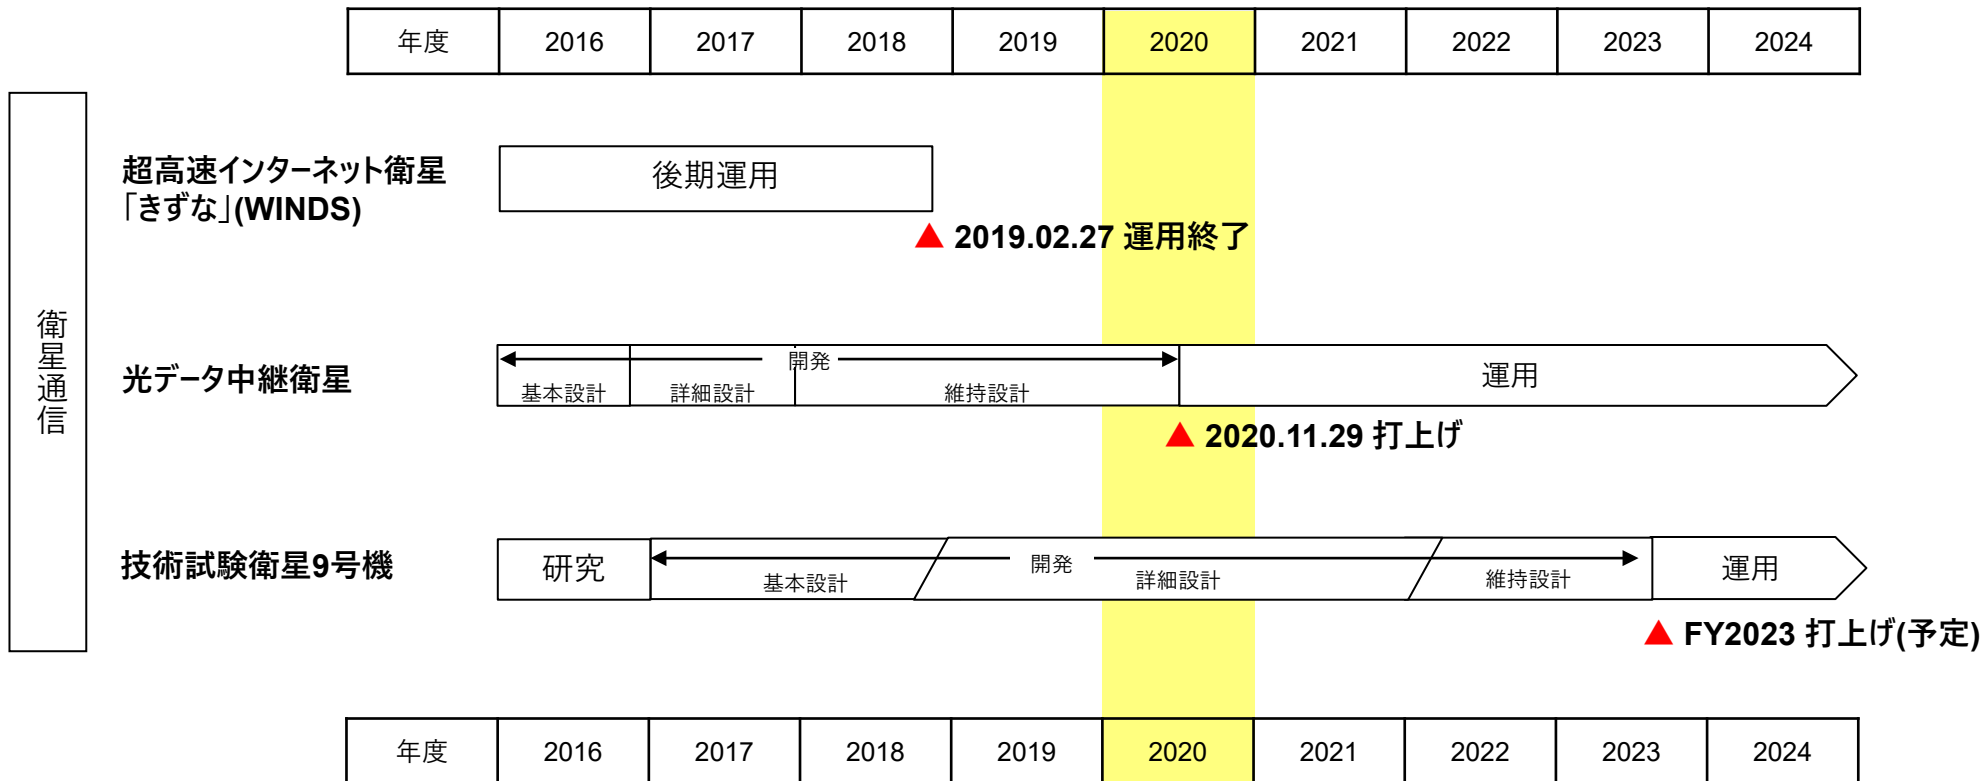 年度 2016 2017 2018 2019 2020 2021 2022 2023 2024
衛星通信
超高速インターネット衛星
「きずな」(WINDS)
後期運用
▲ 2019.02.27 運用終了
光データ中継衛星
開発
基本設計 詳細設計 維持設計
運用
▲ 2020.11.29 打上げ
技術試験衛星9号機
研究
開発
基本設計 詳細設計 維持設計
運用
▲ FY2023 打上げ(予定)
年度 2016 2017 2018 2019 2020 2021 2022 2023 2024